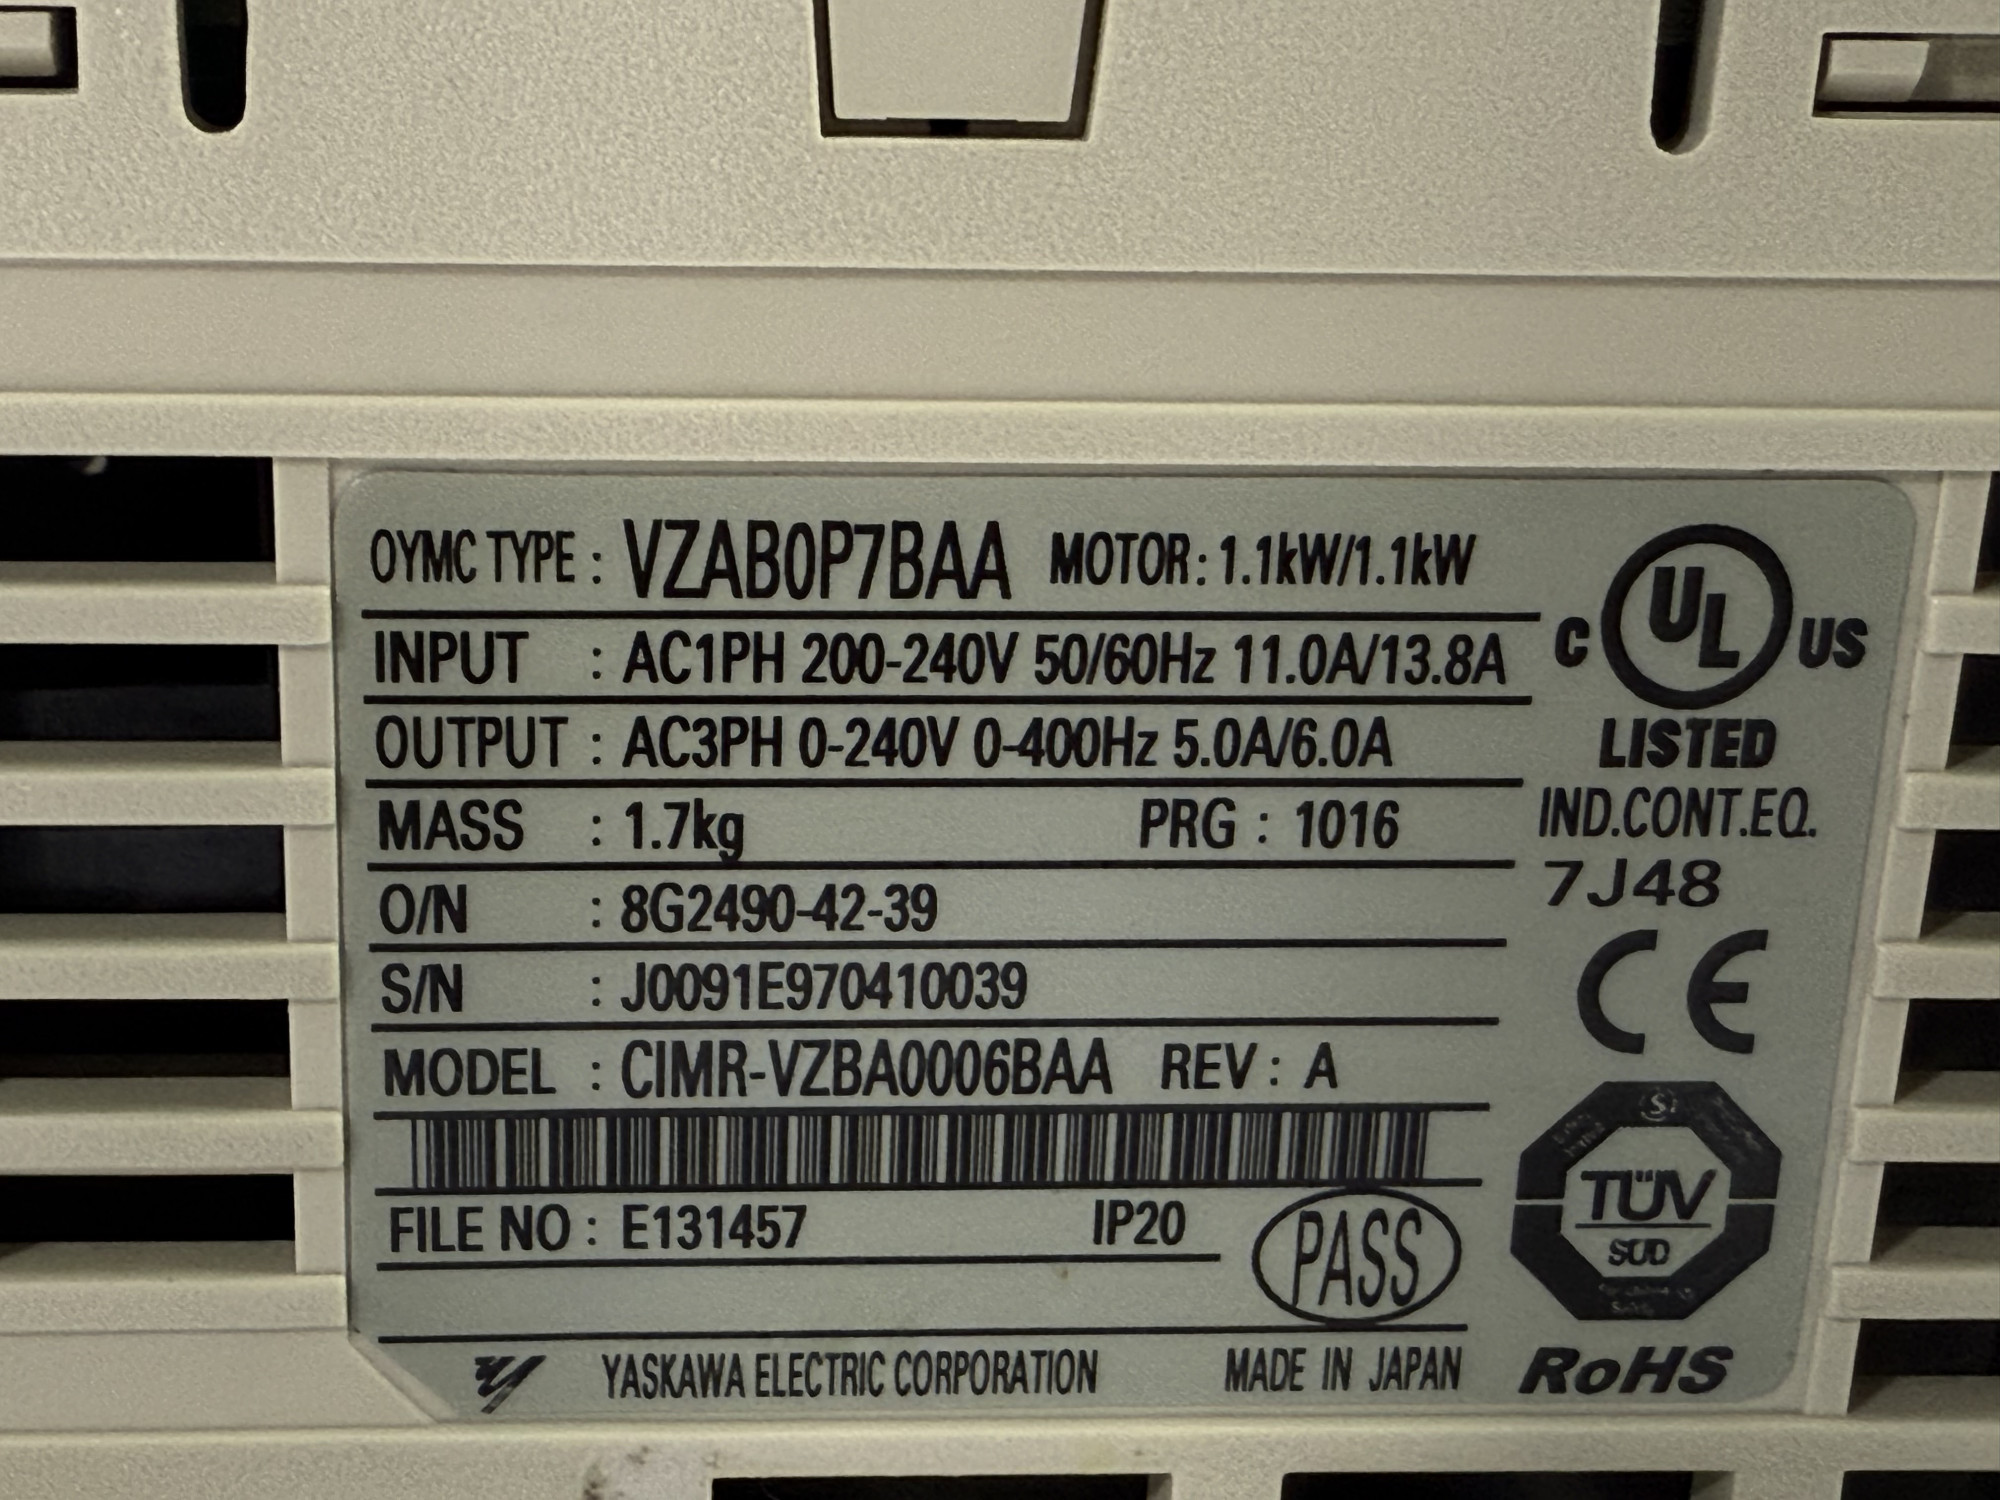 OYMC TYPE : VZAB0P7BAA MOTOR: 1.1kW/1.1kW
INPUT : AC1PH 200-240V 50/60Hz 11.0A/13.8A
OUTPUT : AC3PH 0-240V 0-400Hz 5.0A/6.0A
MASS : 1.7kg PRG : 1016
O/N : 8G2490-42-39
S/N : J0091E970410039
MODEL : CIMR-VZBA0006BAA REV : A
FILE NO : E131457 IP20
PASS
YASKAWA ELECTRIC CORPORATION MADE IN JAPAN
C UL US
LISTED
IND.CONT.EQ.
7J48
CE
TÜV
SÜD
RoHS